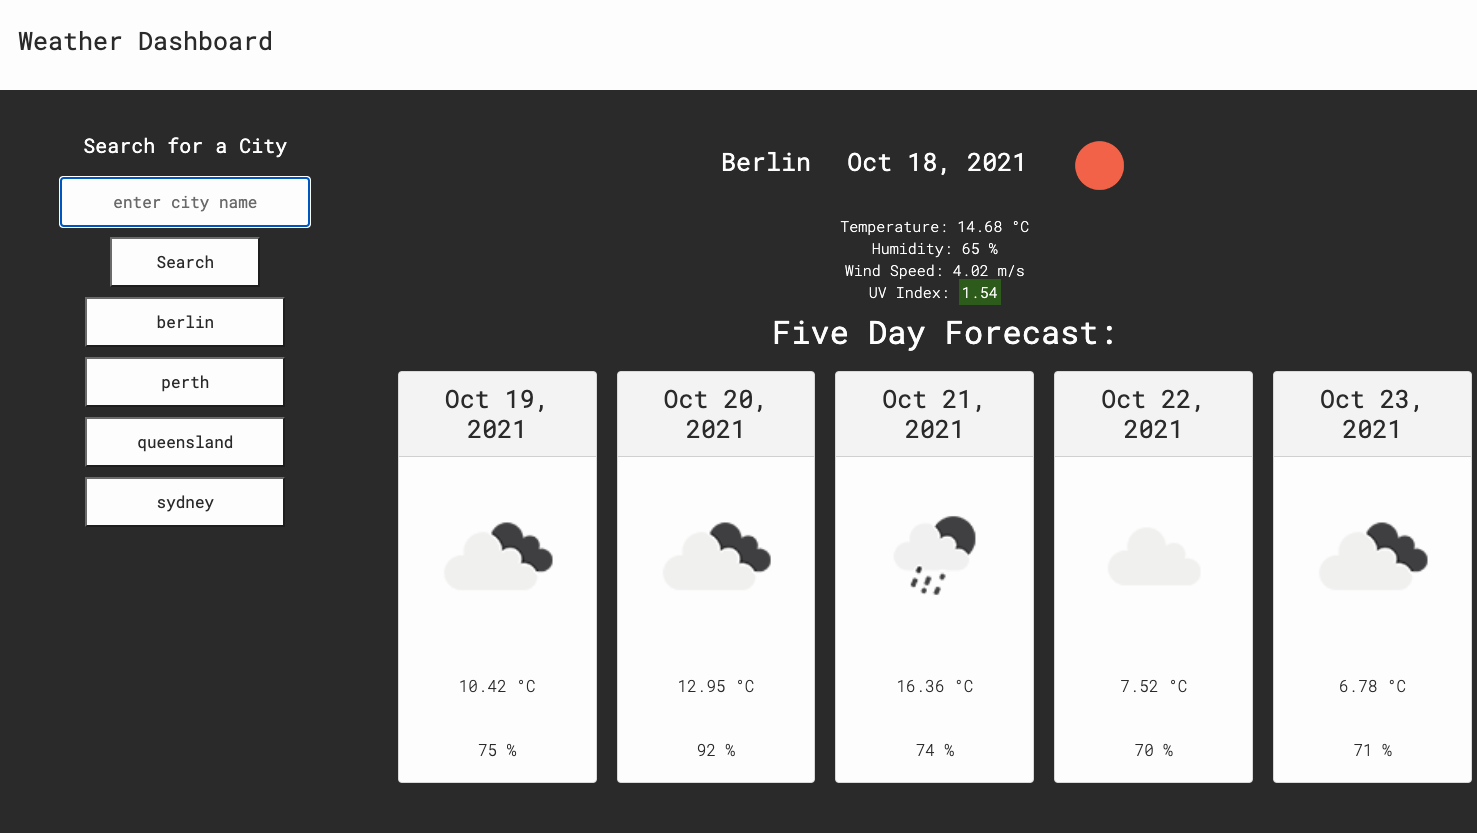 Weather Dashboard
Search for a City
enter city name
Search
berlin
perth
queensland
sydney
Berlin Oct 18, 2021
Temperature: 14.68 °C
Humidity: 65 %
Wind Speed: 4.02 m/s
UV Index: 1.54
Five Day Forecast:
Oct 19,
2021
10.42 °C
75 %
Oct 20,
2021
12.95 °C
92 %
Oct 21,
2021
16.36 °C
74 %
Oct 22,
2021
7.52 °C
70 %
Oct 23,
2021
6.78 °C
71 %